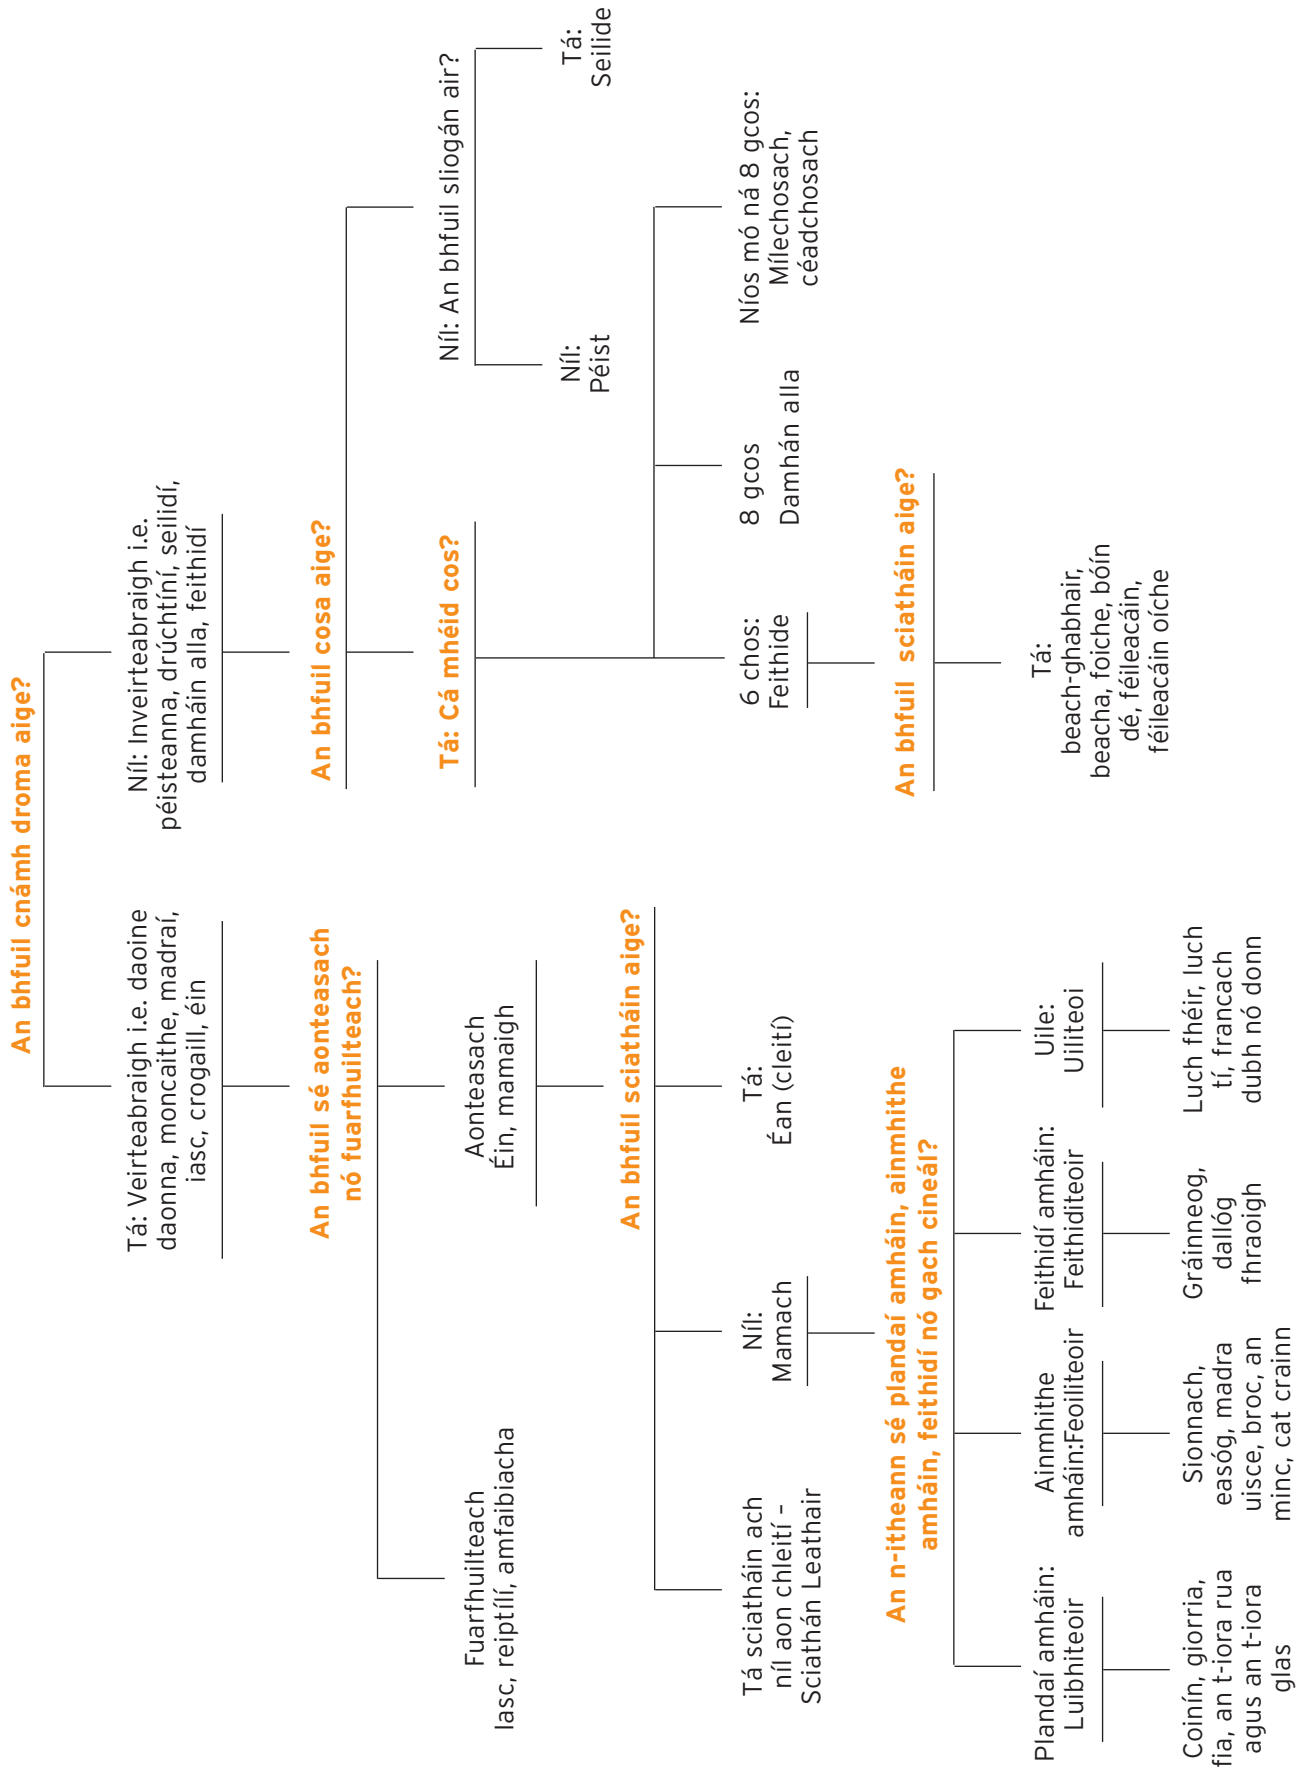 An bhfuil cnámh droma aige?
Tá: Veirteabraigh i.e. daoine
daonna, moncaithe, madraí,
iasc, crogaill, éin
Níl: Inveirteabraigh i.e.
péisteanna, drúchtíní, seilidí,
damháin alla, feithidí
An bhfuil sé aonteasach
nó fuarfhuilteach?
Fuarfhuilteach
Iasc, reiptílí, amfaibiacha
Aonteasach
Éin, mamaigh
An bhfuil sciatháin aige?
Tá sciatháin ach
níl aon chleití –
Sciathán Leathair
Níl:
Mamach
Tá:
Éan (cleití)
An n-itheann sé plandaí amháin, ainmhithe
amháin, feithidí nó gach cineál?
Plandaí amháin:
Luibhiteoir
Coinín, giorria,
fia, an t-iora rua
agus an t-iora
glas
Ainmhithe
amháin:Feoiliteoir
Sionnach,
easóg, madra
uisce, broc, an
minc, cat crainn
Feithidí amháin:
Feithiditeoir
Gráinneog,
dallóg
fhraoigh
Uile:
Uiliteoi
Luch fhéir, luch
tí, francach
dubh nó donn
An bhfuil cosa aige?
Tá: Cá mhéid cos?
6 chos:
Feithide
An bhfuil sciatháin aige?
Tá:
beach-ghabhair,
beacha, foiche, bóín
dé, féileacáin,
féileacáin oíche
8 gcos
Damhán alla
Níos mó ná 8 gcos:
Mílechosach,
céadchosach
Níl: An bhfuil sliogán air?
Níl:
Péist
Tá:
Seilide